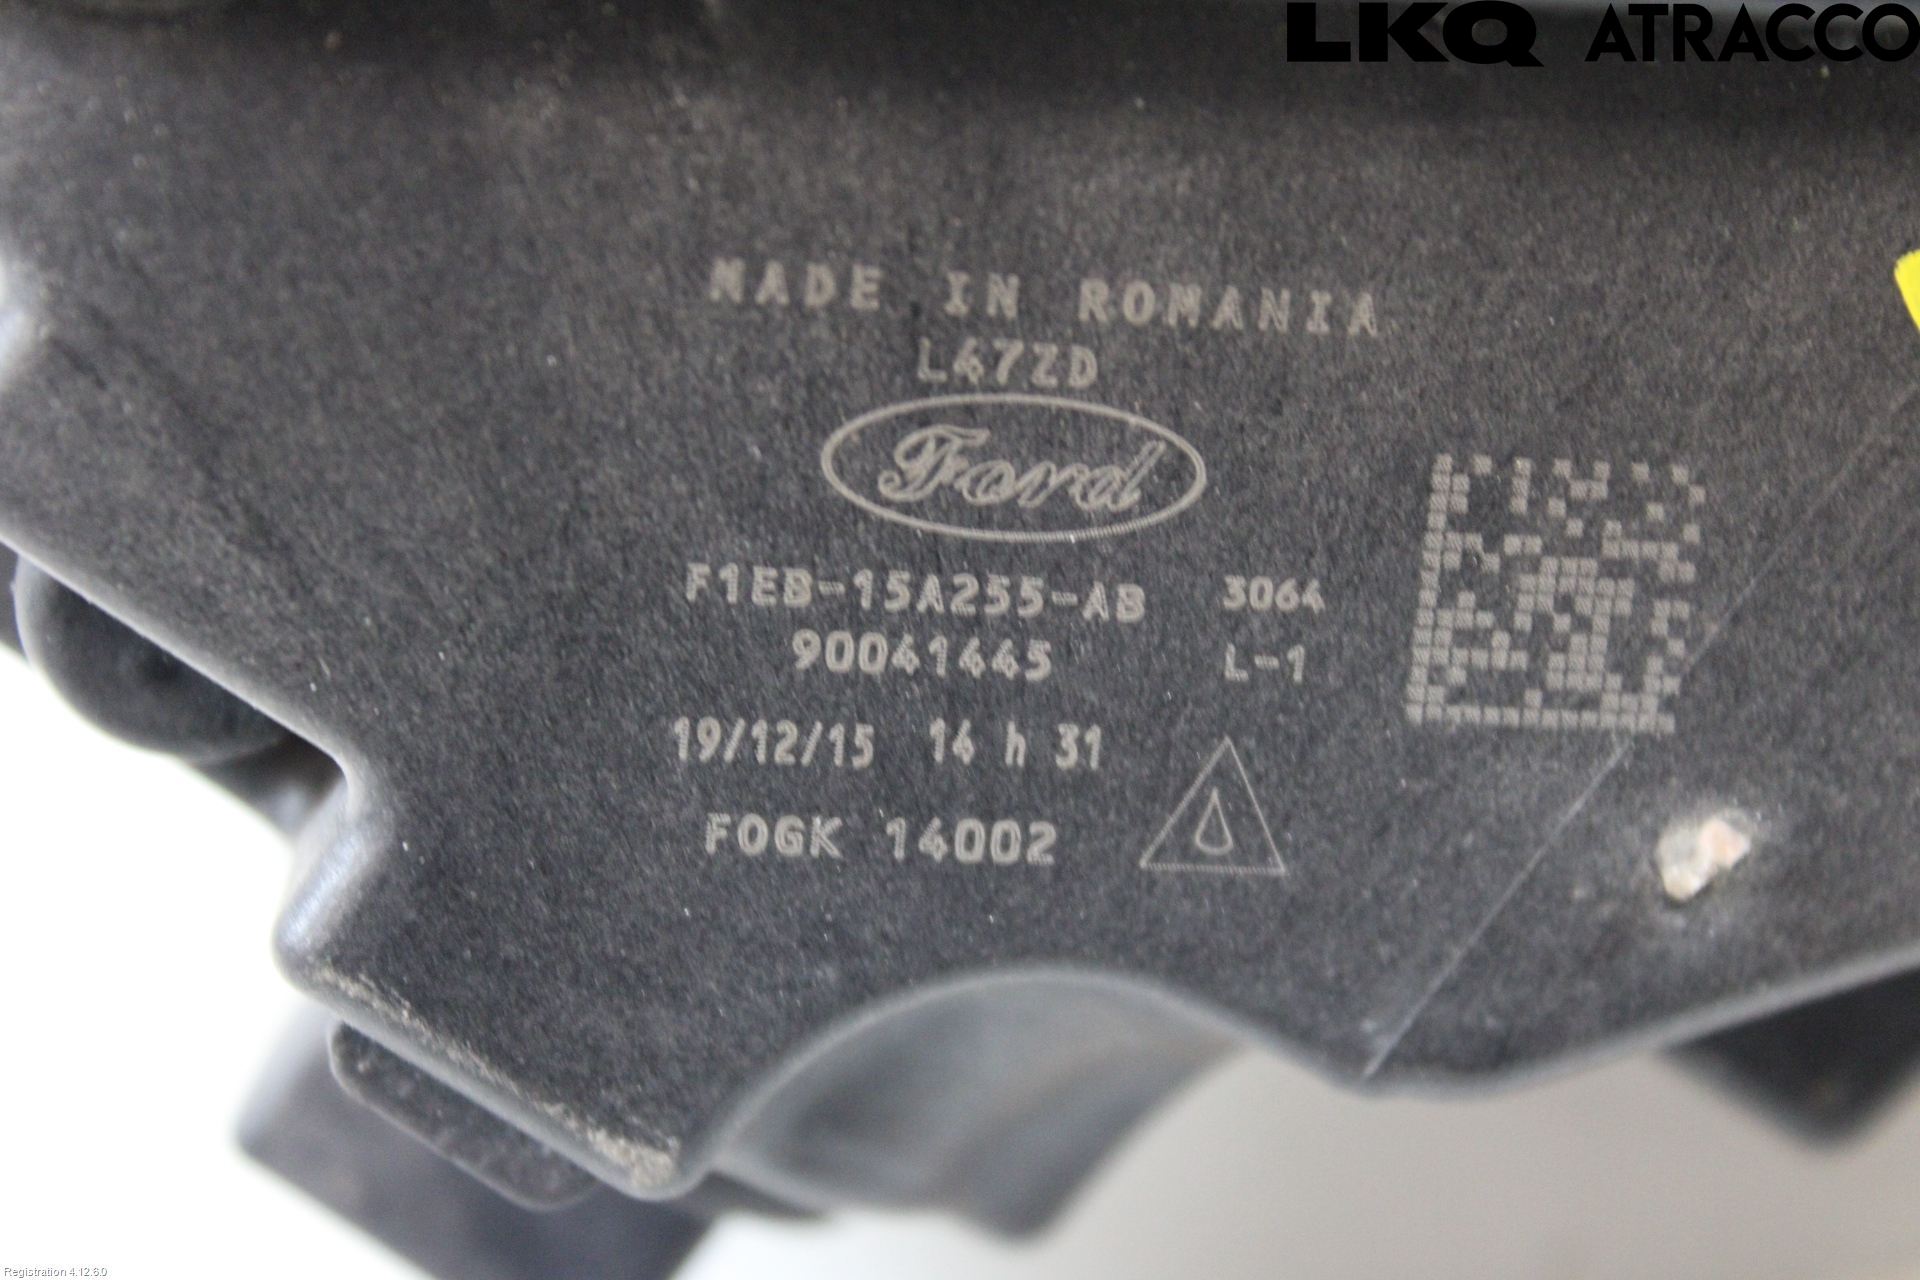 LKQ ATRACCO
MADE IN ROMANIA
L47ZD
Ford
F1EB-15A255-AB 3064
90041445 L-1
19/12/15 14 h 31
FOGK 14002
Registration 4.12.6.0